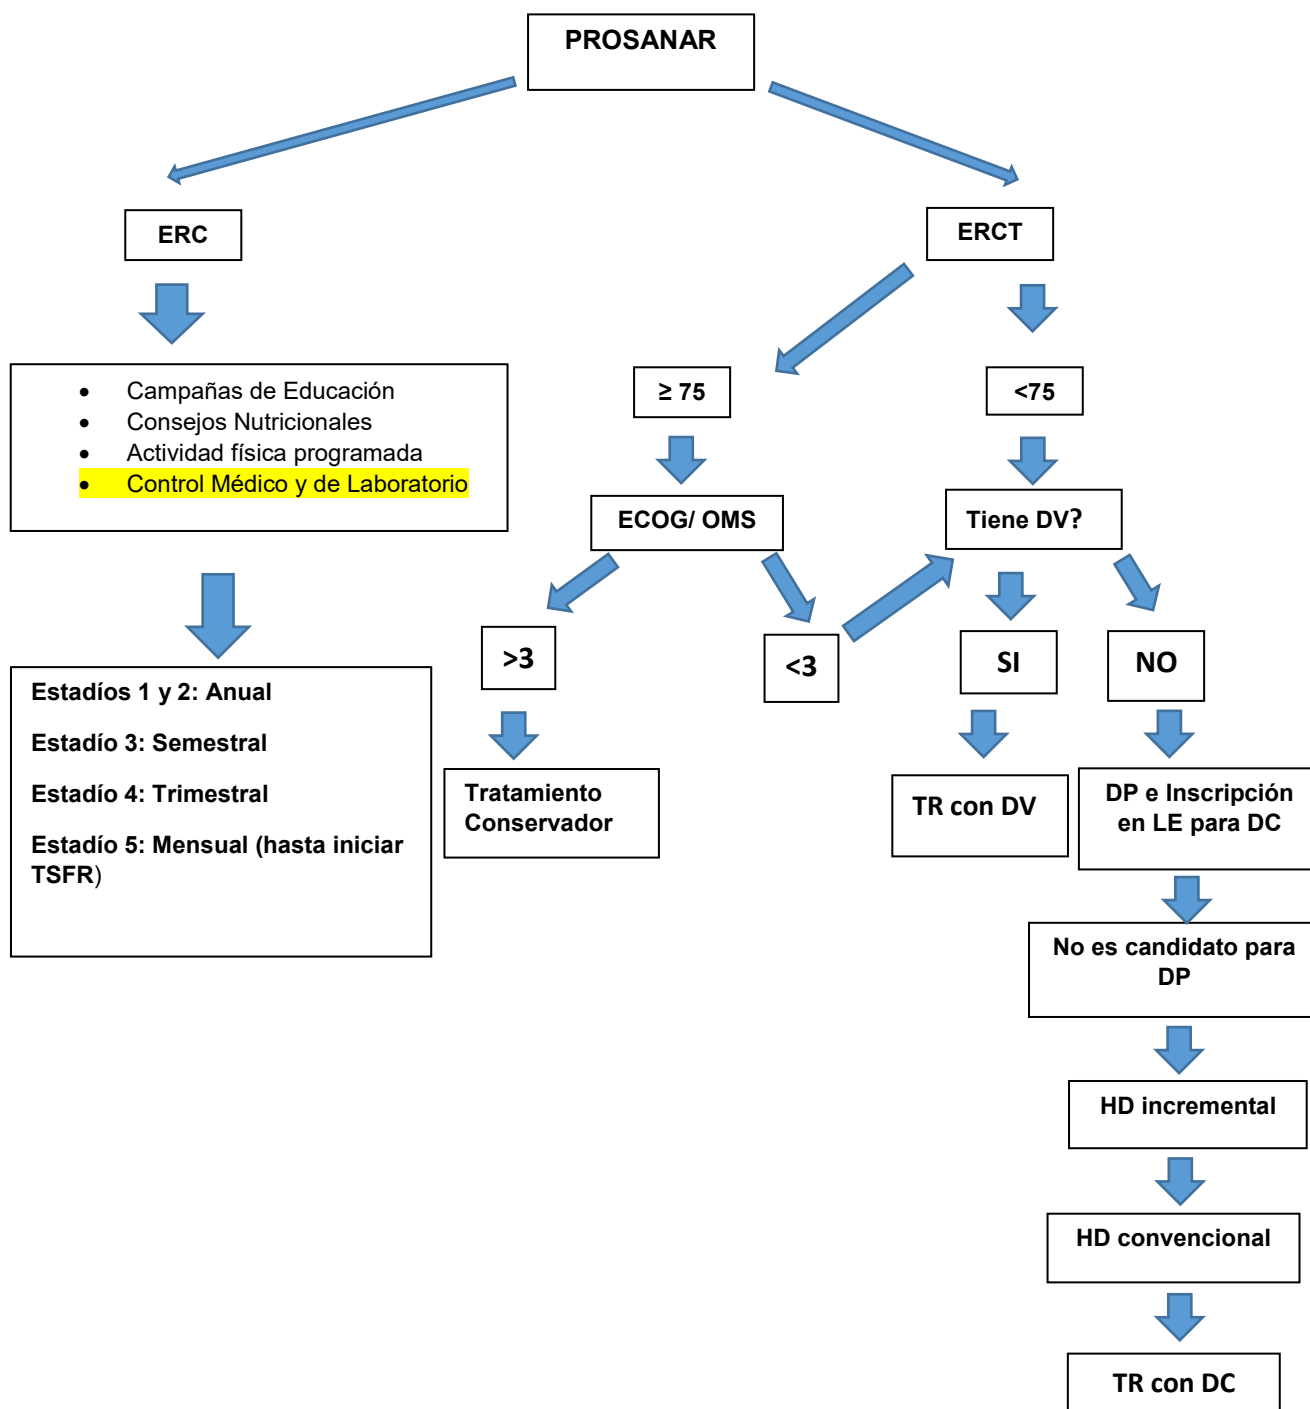 PROSANAR
ERC
ERCT
• Campañas de Educación
• Consejos Nutricionales
• Actividad física programada
• Control Médico y de Laboratorio
≥ 75
<75
ECOG/ OMS
Tiene DV?
>3
<3
SI
NO
Estadíos 1 y 2: Anual
Estadío 3: Semestral
Estadío 4: Trimestral
Estadío 5: Mensual (hasta iniciar
TSFR)
Tratamiento
Conservador
TR con DV
DP e Inscripción
en LE para DC
No es candidato para
DP
HD incremental
HD convencional
TR con DC